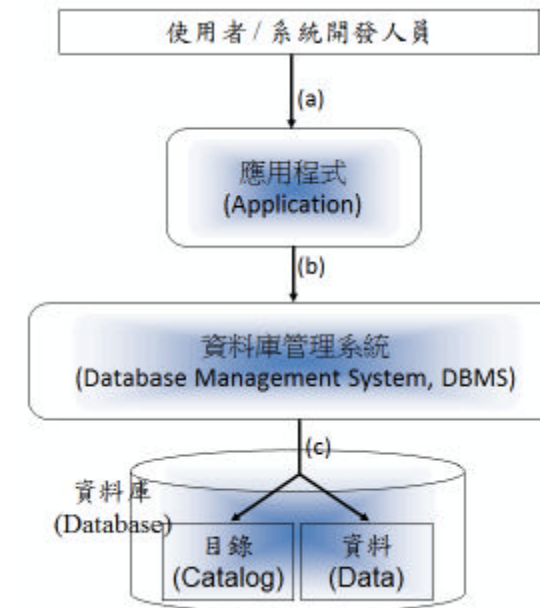 使用者/系統開發人員
(a)
應用程式
(Application)
(b)
資料庫管理系統
(Database Management System, DBMS)
(c)
資料庫
(Database)
目錄
(Catalog)
資料
(Data)